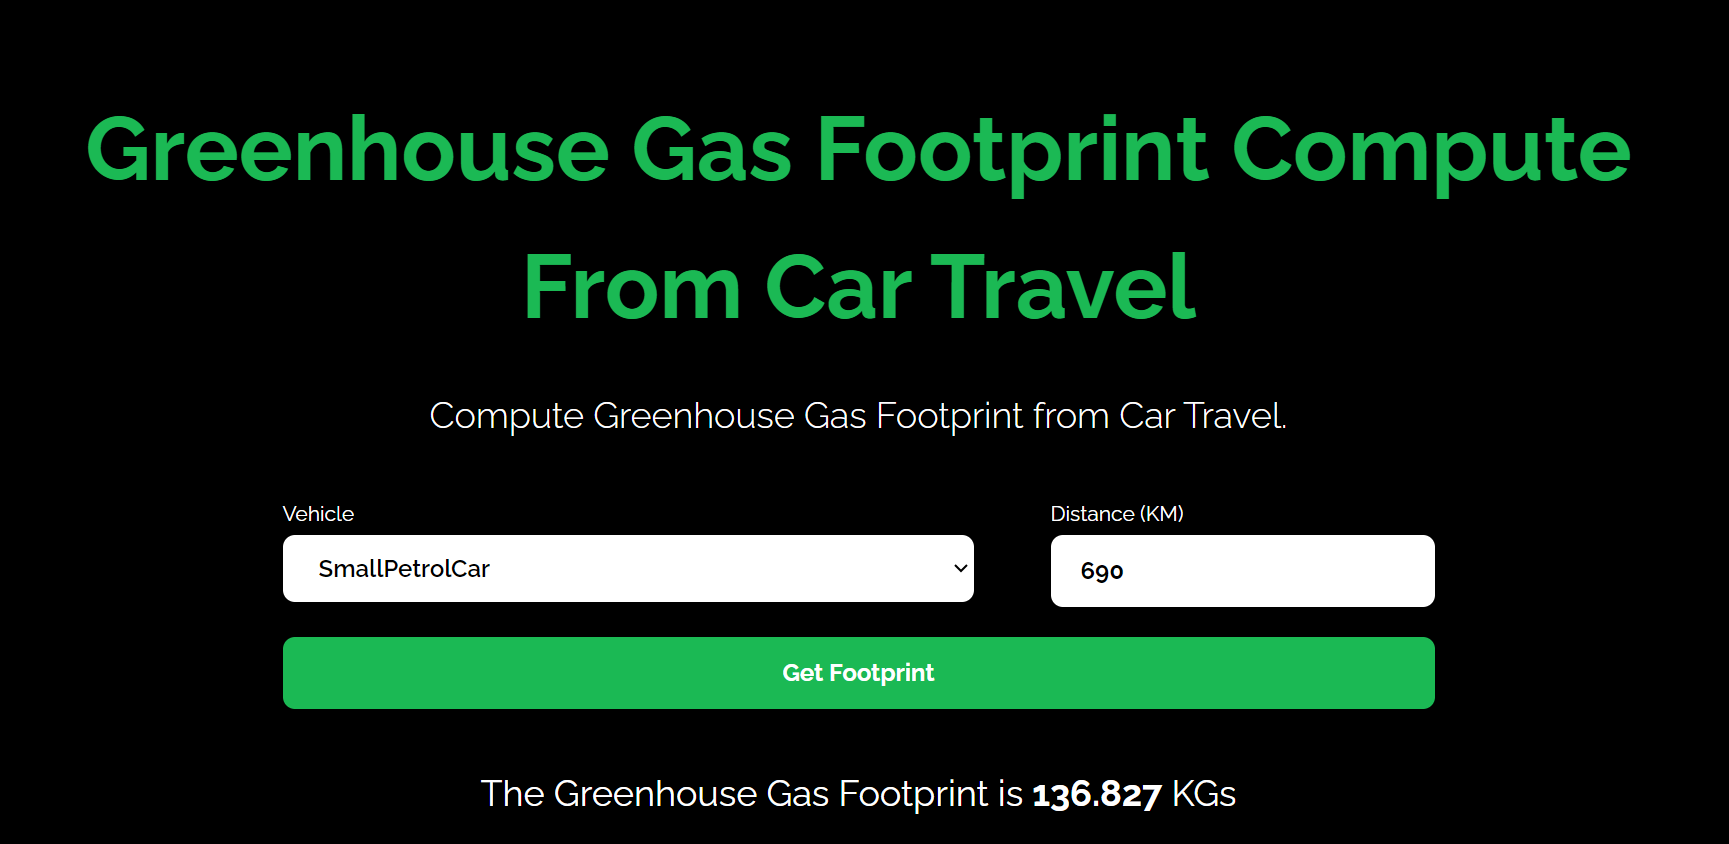 Greenhouse Gas Footprint Compute
From Car Travel
Compute Greenhouse Gas Footprint from Car Travel.
Vehicle
Distance (KM)
SmallPetrolCar
690
Get Footprint
The Greenhouse Gas Footprint is 136.827 KGs